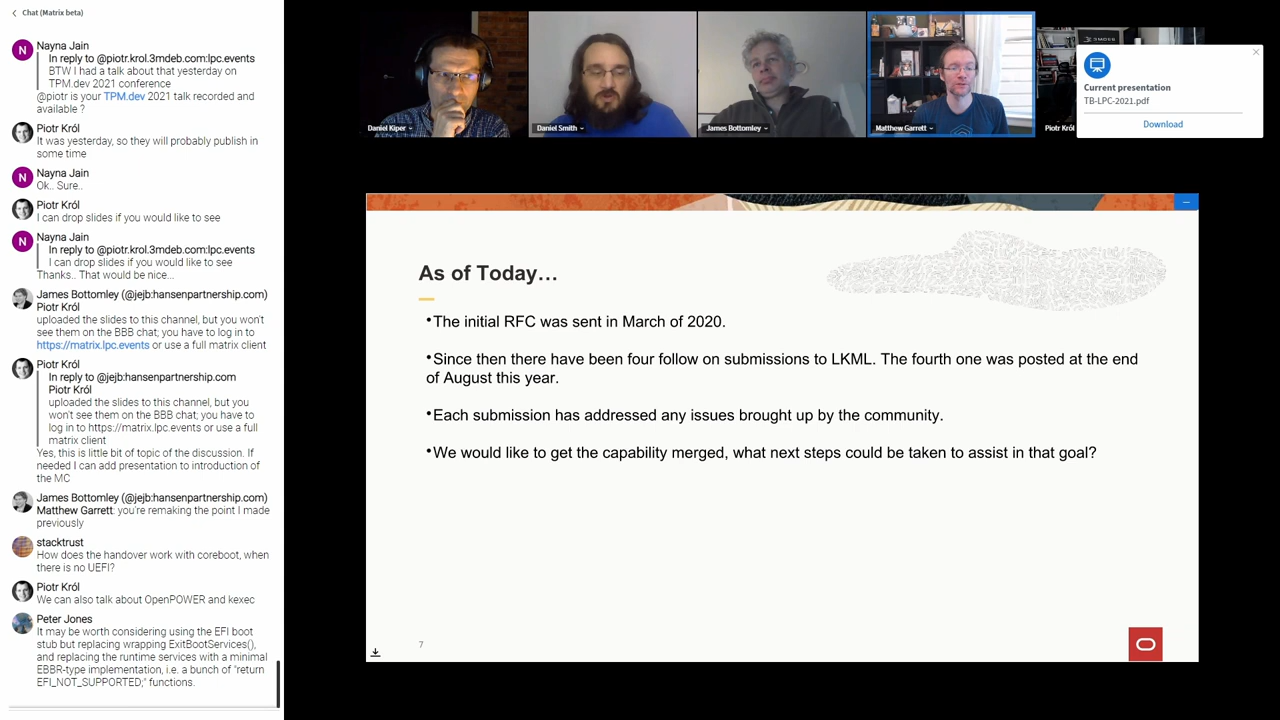 Chat (Matrix beta)
Nayna Jain
In reply to @piotr.krol.3mdeb.com:lpc.events
BTW I had a talk about that yesterday on
TPM.dev 2021 conference
@piotr is your TPM.dev 2021 talk recorded and
available ?
Piotr Król
It was yesterday, so they will probably publish in
some time
Nayna Jain
Ok.. Sure..
Piotr Król
I can drop slides if you would like to see
Nayna Jain
In reply to @piotr.krol.3mdeb.com:lpc.events
I can drop slides if you would like to see
Thanks.. That would be nice...
James Bottomley (@jejb:hansenpartnership.com)
Piotr Król
uploaded the slides to this channel, but you won't
see them on the BBB chat; you have to log in to
https://matrix.lpc.events or use a full matrix client
Piotr Król
In reply to @jejb:hansenpartnership.com
Piotr Król
uploaded the slides to this channel, but you
won't see them on the BBB chat; you have to
log in to https://matrix.lpc.events or use a full
matrix client
Yes, this is little bit of topic of the discussion. If
needed I can add presentation to introduction of
the MC
James Bottomley (@jejb:hansenpartnership.com)
Matthew Garrett: you're remaking the point I made
previously
stacktrust
How does the handover work with coreboot, when
there is no UEFI?
Piotr Król
We can also talk about OpenPOWER and kexec
Peter Jones
It may be worth considering using the EFI boot
stub but replacing wrapping ExitBootServices(),
and replacing the runtime services with a minimal
EBBR-type implementation, i.e. a bunch of "return
EFI_NOT_SUPPORTED;" functions.
N
N
N
Daniel Kiper
Daniel Smith
James Bottomley
Matthew Garrett
Piotr Król
3MDEB
Current presentation
TB-LPC-2021.pdf
Download
As of Today…
•The initial RFC was sent in March of 2020.
•Since then there have been four follow on submissions to LKML. The fourth one was posted at the end
of August this year.
•Each submission has addressed any issues brought up by the community.
•We would like to get the capability merged, what next steps could be taken to assist in that goal?
7